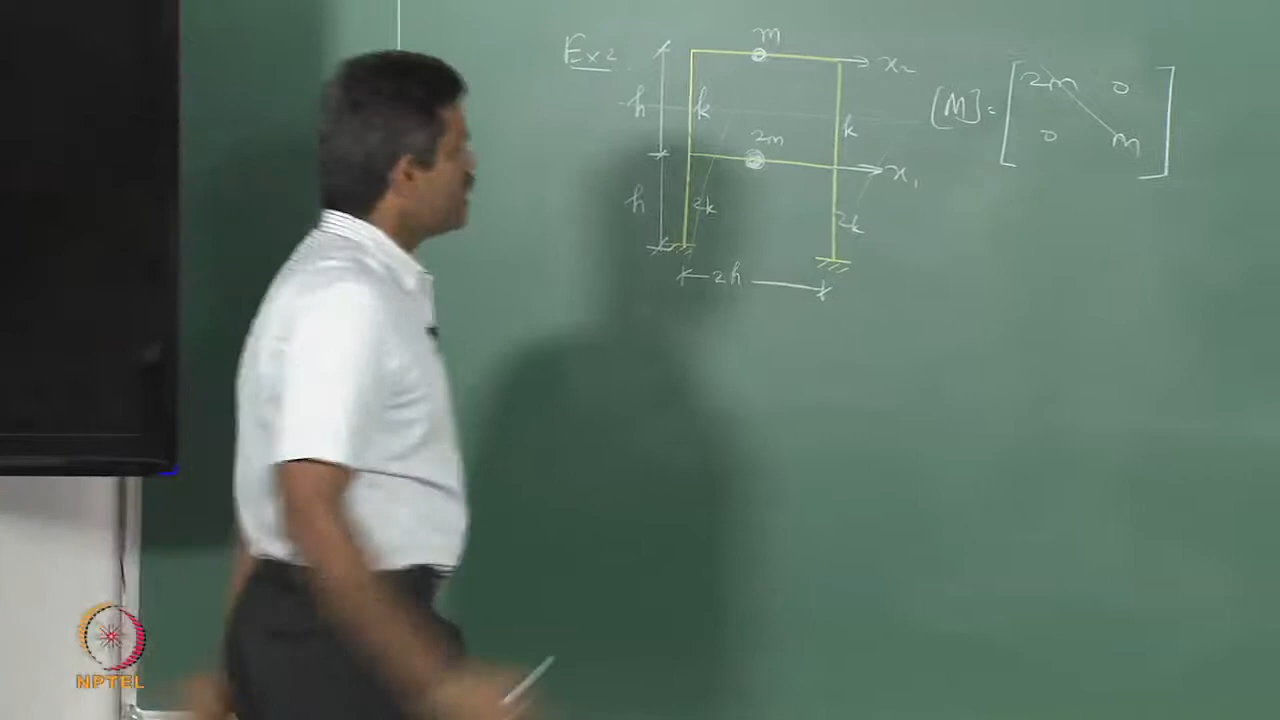 Ex2
m
x2
h
k
k
2m
x1
h
2k
2k
2h
[M] = [2m 0
0 m]
NPTEL